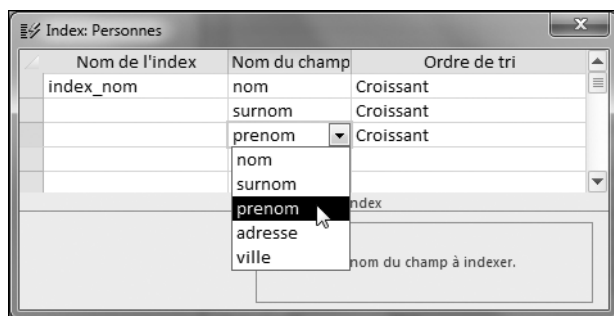 Index: Personnes
Nom de l'index Nom du champ Ordre de tri
index_nom nom Croissant
surnom Croissant
prenom Croissant
nom
surnom
prenom
ndex
adresse
ville
nom du champ à indexer.